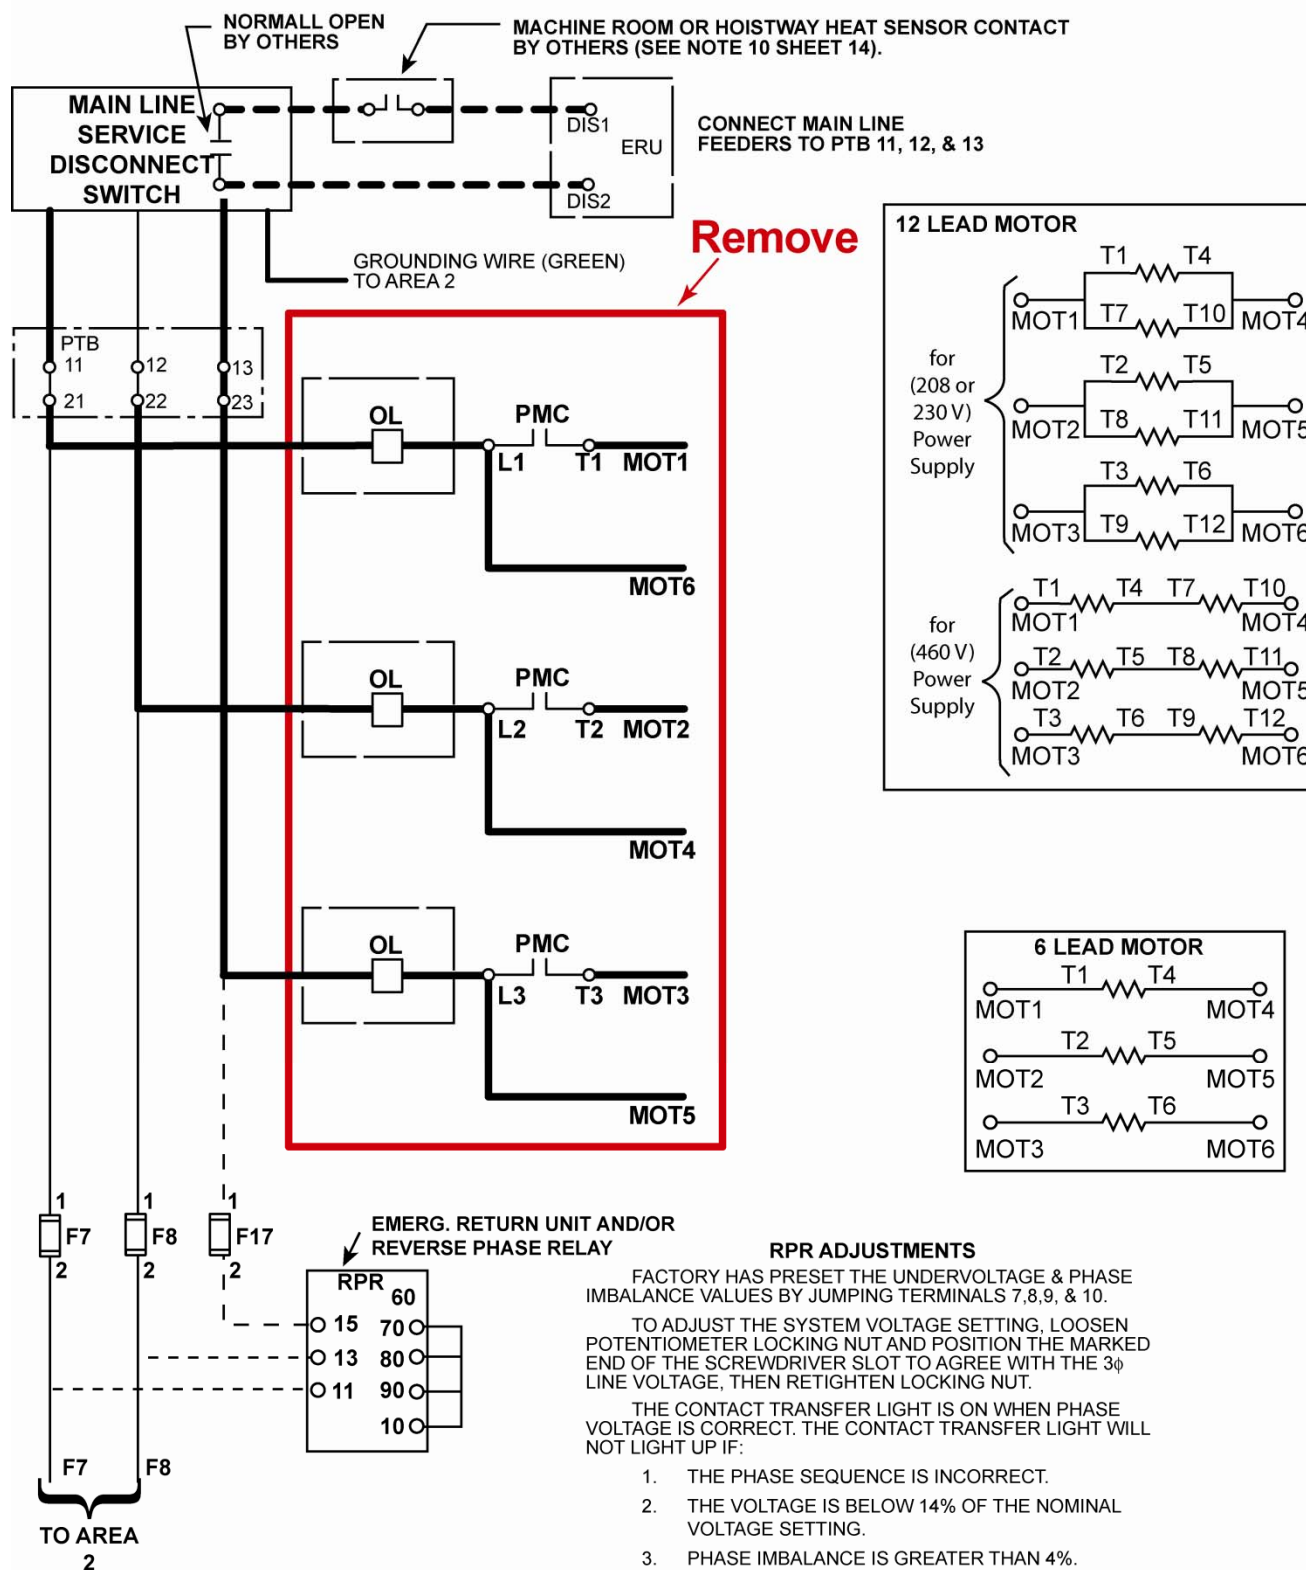 NORMALL OPEN
BY OTHERS
MACHINE ROOM OR HOISTWAY HEAT SENSOR CONTACT
BY OTHERS (SEE NOTE 10 SHEET 14).
MAIN LINE
SERVICE
DISCONNECT
SWITCH
DIS1
ERU
DIS2
CONNECT MAIN LINE
FEEDERS TO PTB 11, 12, & 13
GROUNDING WIRE (GREEN)
TO AREA 2
Remove
PTB
11
12
13
21
22
23
OL
PMC
L1
T1
MOT1
MOT6
OL
PMC
L2
T2
MOT2
MOT4
OL
PMC
L3
T3
MOT3
MOT5
12 LEAD MOTOR
for
(208 or
230 V)
Power
Supply
T1 T4
MOT1 T7 T10 MOT4
T2 T5
MOT2 T8 T11 MOT5
T3 T6
MOT3 T9 T12 MOT6
for
(460 V)
Power
Supply
T1 T4 T7 T10
MOT1 MOT4
T2 T5 T8 T11
MOT2 MOT5
T3 T6 T9 T12
MOT3 MOT6
6 LEAD MOTOR
T1 T4
MOT1 MOT4
T2 T5
MOT2 MOT5
T3 T6
MOT3 MOT6
1 1 1
F7 F8 F17
2 2 2
EMERG. RETURN UNIT AND/OR
REVERSE PHASE RELAY
RPR
60
15 70
13 80
11 90
10
F7 F8
TO AREA
2
RPR ADJUSTMENTS
FACTORY HAS PRESET THE UNDERVOLTAGE & PHASE
IMBALANCE VALUES BY JUMPING TERMINALS 7,8,9, & 10.
TO ADJUST THE SYSTEM VOLTAGE SETTING, LOOSEN
POTENTIOMETER LOCKING NUT AND POSITION THE MARKED
END OF THE SCREWDRIVER SLOT TO AGREE WITH THE 3ϕ
LINE VOLTAGE, THEN RETIGHTEN LOCKING NUT.
THE CONTACT TRANSFER LIGHT IS ON WHEN PHASE
VOLTAGE IS CORRECT. THE CONTACT TRANSFER LIGHT WILL
NOT LIGHT UP IF:
1. THE PHASE SEQUENCE IS INCORRECT.
2. THE VOLTAGE IS BELOW 14% OF THE NOMINAL
VOLTAGE SETTING.
3. PHASE IMBALANCE IS GREATER THAN 4%.